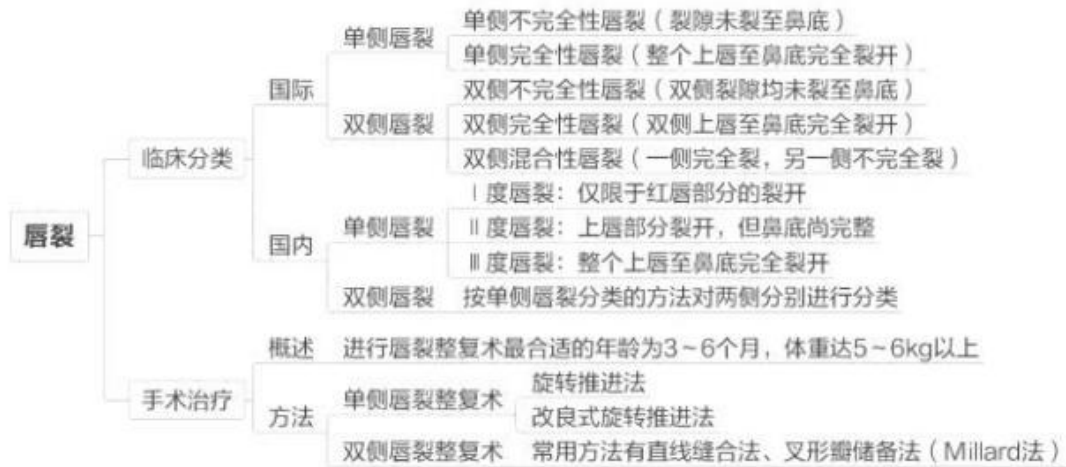 单侧不完全性唇裂（裂隙未裂至鼻底）
单侧唇裂
单侧完全性唇裂（整个上唇至鼻底完全裂开）
国际
双侧不完全性唇裂（双侧裂隙均未裂至鼻底）
双侧唇裂
双侧完全性唇裂（双侧上唇至鼻底完全裂开）
临床分类
双侧混合性唇裂（一侧完全裂，另一侧不完全裂）
Ⅰ度唇裂：仅限于红唇部分的裂开
唇裂
单侧唇裂
Ⅱ度唇裂：上唇部分裂开，但鼻底尚完整
国内
Ⅲ度唇裂：整个上唇至鼻底完全裂开
双侧唇裂 按单侧唇裂分类的方法对两侧分别进行分类
概述 进行唇裂整复术最合适的年龄为3～6个月，体重达5～6kg以上
手术治疗
旋转推进法
单侧唇裂整复术
方法
改良式旋转推进法
双侧唇裂整复术 常用方法有直线缝合法、叉形瓣储备法（Millard法）